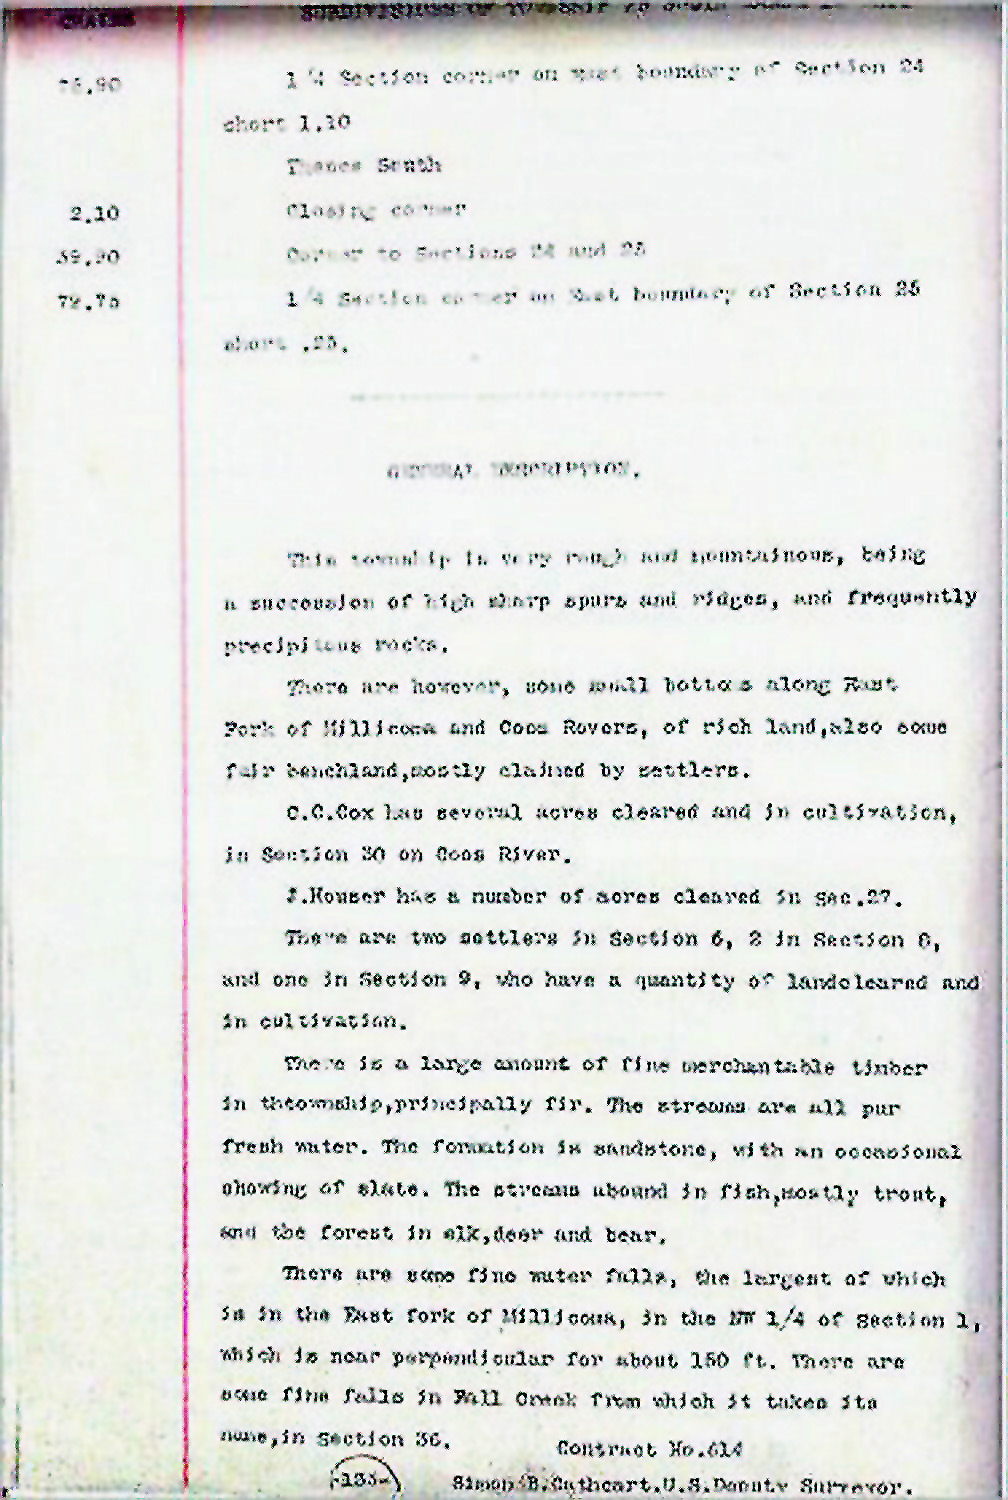 CHAINS SUBDIVISIONS OF TOWNSHIP 25 South
1/4 Section corner on East boundary of Section 24
short 1.10
Thence South
2.10 Closing corner
39.90 Corner to Sections 24 and 25
72.75 1/4 Section corner on East boundary of Section 25
short .25.
GENERAL DESCRIPTION.
This township is very rough and mountainous, being
a succession of high sharp spurs and ridges, and frequently
precipitous rocks.
There are however, some small bottoms along East
Fork of Millicoma and Coos Rovers, of rich land,also some
fair benchland,mostly claimed by settlers.
C.C.Cox has several acres cleared and in cultivation,
in Section 30 on Coos River.
J.Houser has a number of acres cleared in Sec.27.
There are two settlers in Section 6, 2 in Section 8,
and one in Section 9, who have a quantity of landcleared and
in cultivation.
There is a large amount of fine merchantable timber
in thtownship,principally fir. The streams are all pur
fresh water. The formation is sandstone, with an occasional
showing of slate. The streams abound in fish,mostly trout,
and the forest in elk,deer and bear.
There are some fine water falls, the largest of which
is in the East fork of Millicoma, in the NW 1/4 of Section 1,
which is near perpendicular for about 150 ft. There are
some fine falls in Fall Creek from which it takes its
name,in Section 36.
Contract No.614
-133- Simon B.Cathcart,U.S.Deputy Surveyor.